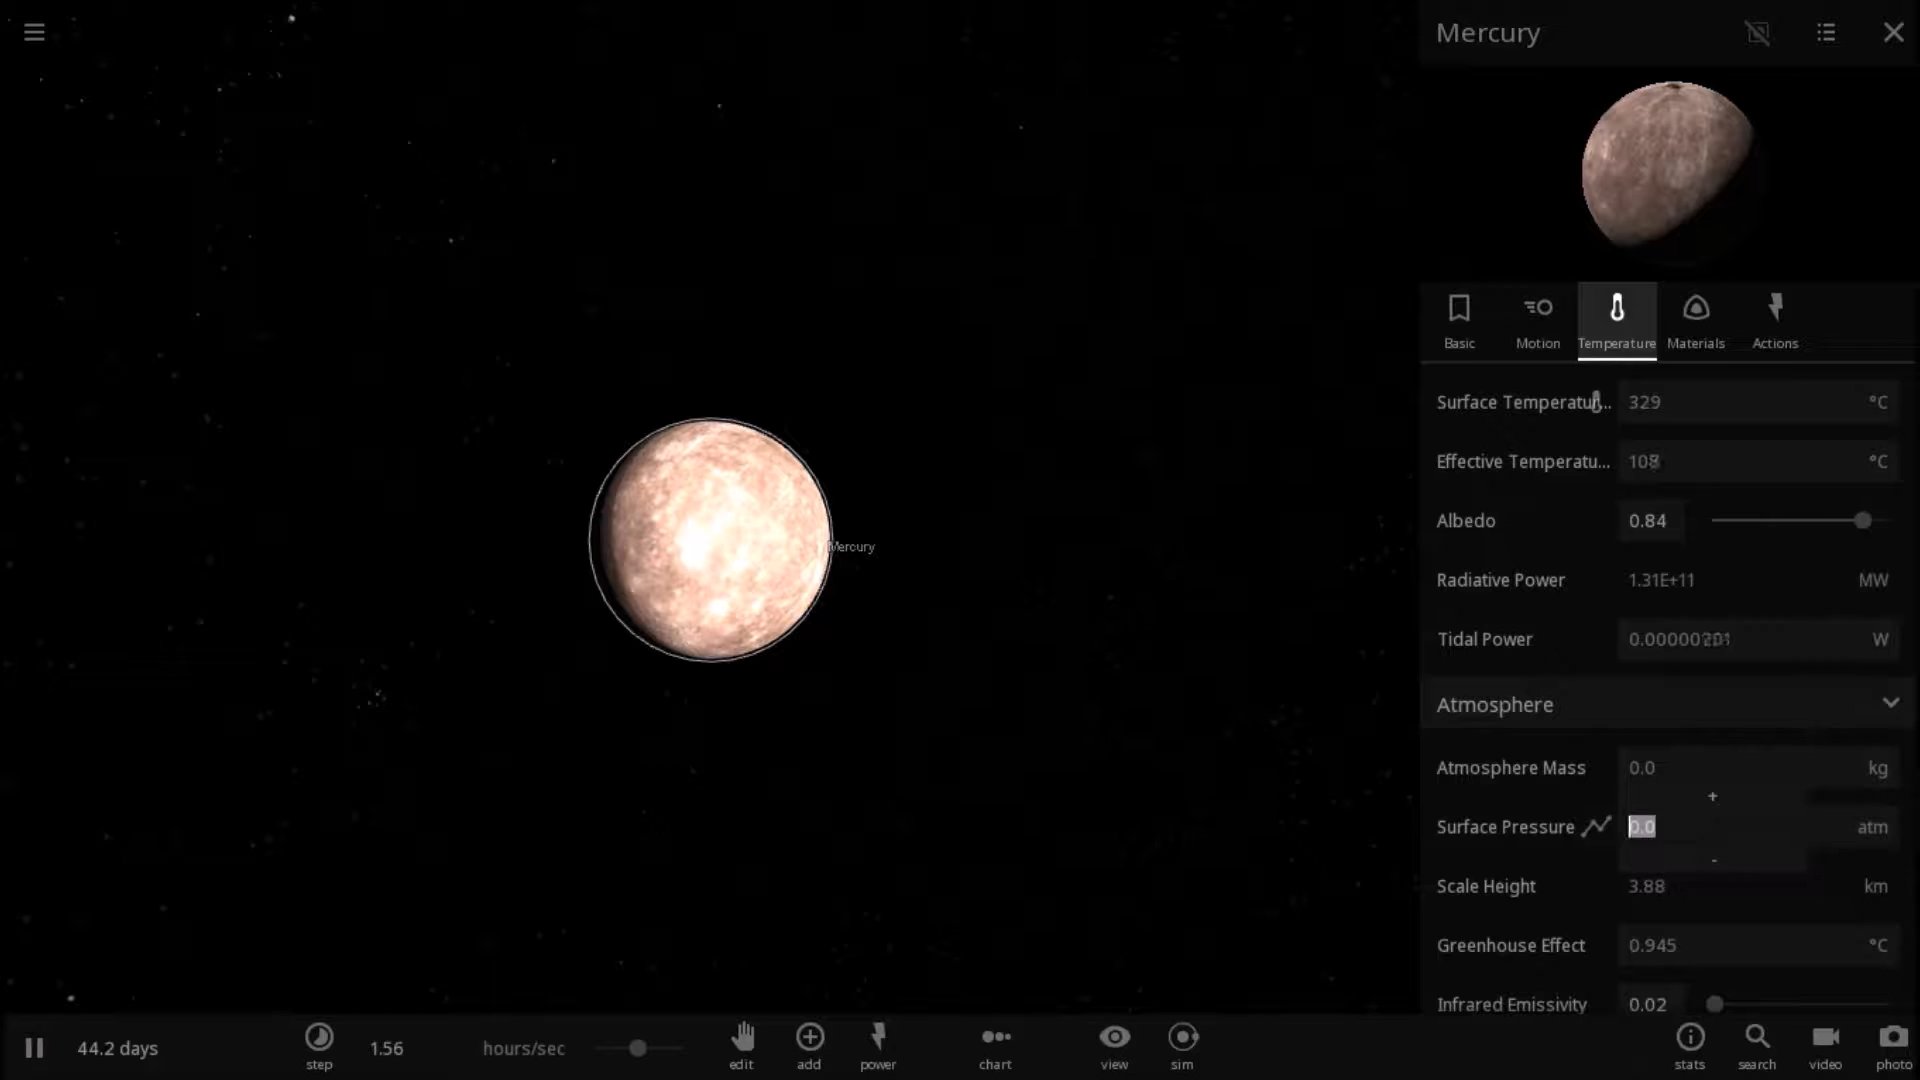 Mercury
Mercury
Basic
Motion
Temperature
Materials
Actions
Surface Temperatur... 329 °C
Effective Temperatu... °C
Albedo 0.84
Radiative Power 1.31E+11 MW
Tidal Power W
Atmosphere
Atmosphere Mass 0.0 kg
+
Surface Pressure 0.0 atm
-
Scale Height 3.88 km
Greenhouse Effect 0.945 °C
Infrared Emissivity 0.02
44.2 days
step
1.56 hours/sec
edit
add
power
chart
view
sim
stats
search
video
photo